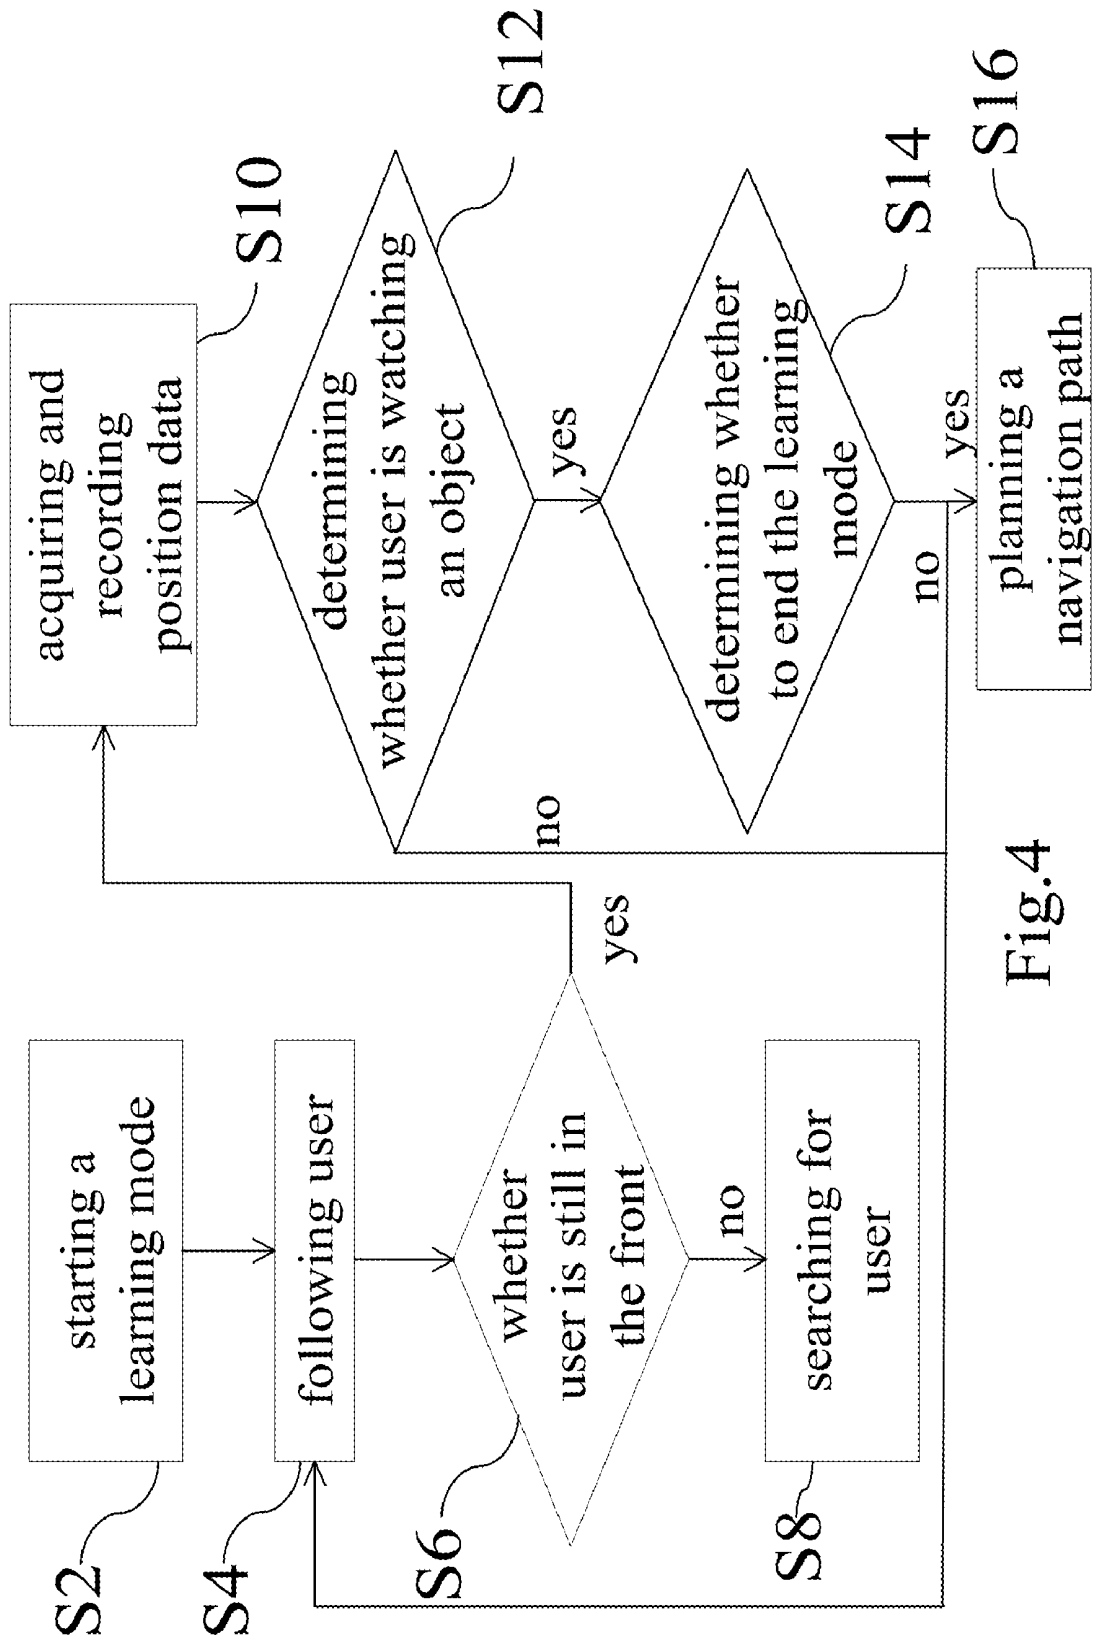 S2
starting a
learning mode
S4
following user
S6
whether
user is still in
the front
yes
no
S8
searching for
user
acquiring and
recording
position data
S10
determining
whether user is watching
an object
S12
no
yes
determining whether
to end the learning
mode
S14
no
yes
planning a
navigation path
S16
Fig.4